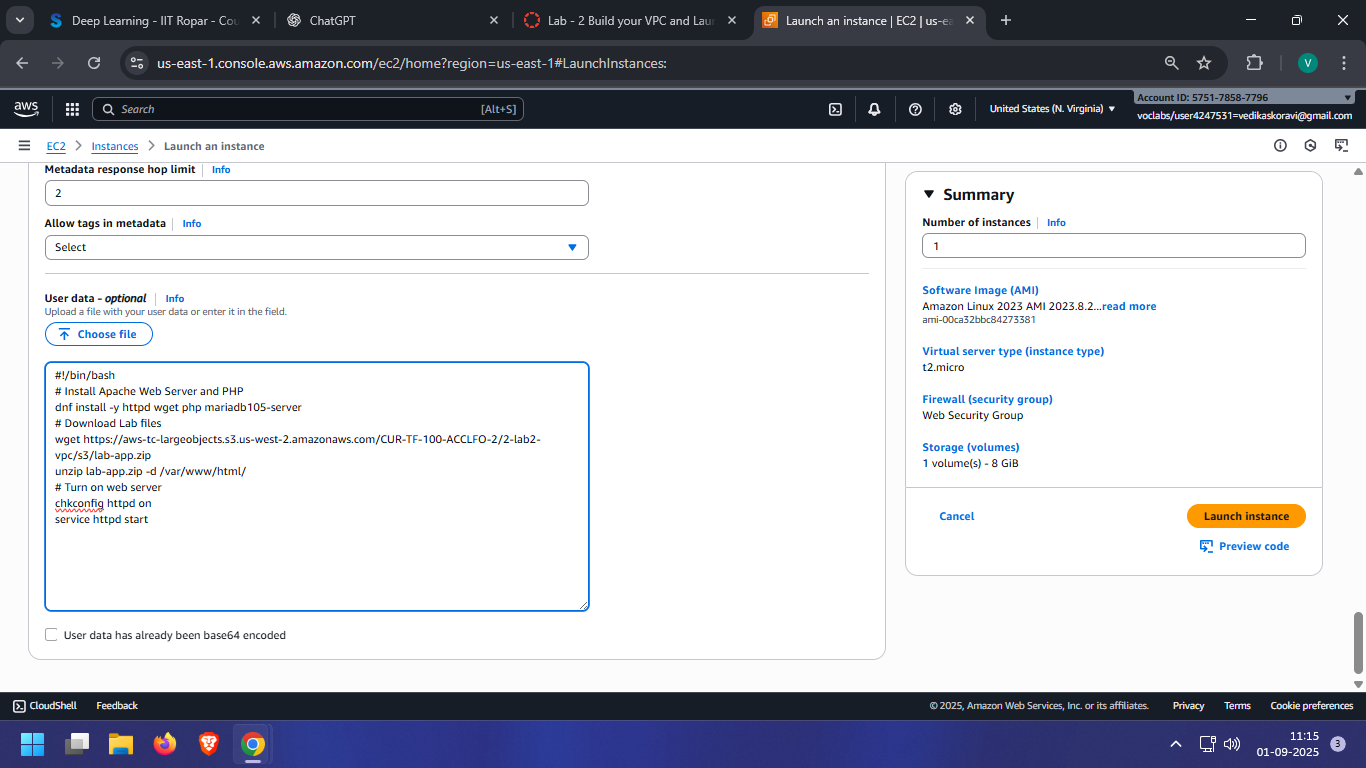 Deep Learning - IIT Ropar - Cou
ChatGPT
Lab - 2 Build your VPC and Laun
Launch an instance | EC2 | us-ea
us-east-1.console.aws.amazon.com/ec2/home?region=us-east-1#LaunchInstances:
V
aws
Search
[Alt+S]
United States (N. Virginia)
Account ID: 5751-7858-7796
voclabs/user4247531=vedikaskoravi@gmail.com
EC2
Instances
Launch an instance
Metadata response hop limit
Info
2
Allow tags in metadata
Info
Select
User data - optional
Info
Upload a file with your user data or enter it in the field.
Choose file
#!/bin/bash
# Install Apache Web Server and PHP
dnf install -y httpd wget php mariadb105-server
# Download Lab files
wget https://aws-tc-largeobjects.s3.us-west-2.amazonaws.com/CUR-TF-100-ACCLFO-2/2-lab2-
vpc/s3/lab-app.zip
unzip lab-app.zip -d /var/www/html/
# Turn on web server
chkconfig httpd on
service httpd start
User data has already been base64 encoded
Summary
Number of instances
Info
1
Software Image (AMI)
Amazon Linux 2023 AMI 2023.8.2...read more
ami-00ca32bbc84273381
Virtual server type (instance type)
t2.micro
Firewall (security group)
Web Security Group
Storage (volumes)
1 volume(s) - 8 GiB
Cancel
Launch instance
Preview code
CloudShell
Feedback
© 2025, Amazon Web Services, Inc. or its affiliates.
Privacy
Terms
Cookie preferences
11:15
01-09-2025
3